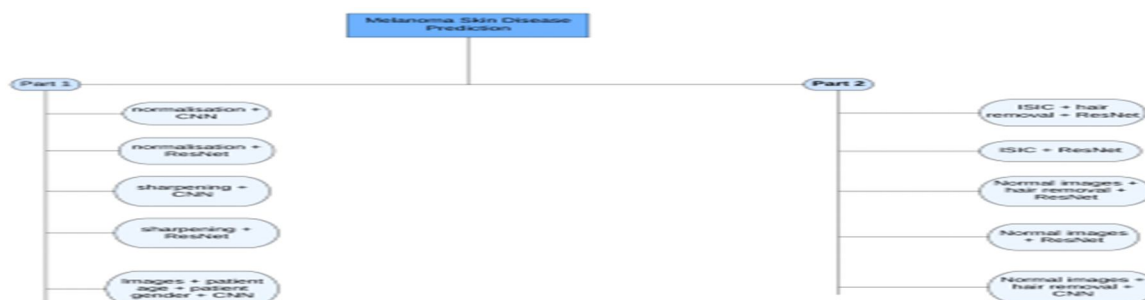 Melanoma Skin Disease
Prediction
Part 1
normalisation +
CNN
normalisation +
ResNet
sharpening +
CNN
sharpening +
ResNet
Images + patient
age + patient
gender + CNN
Part 2
ISIC + hair
removal + ResNet
ISIC + ResNet
Normal images +
hair removal +
ResNet
Normal images
+ ResNet
Normal images +
hair removal +
CNN